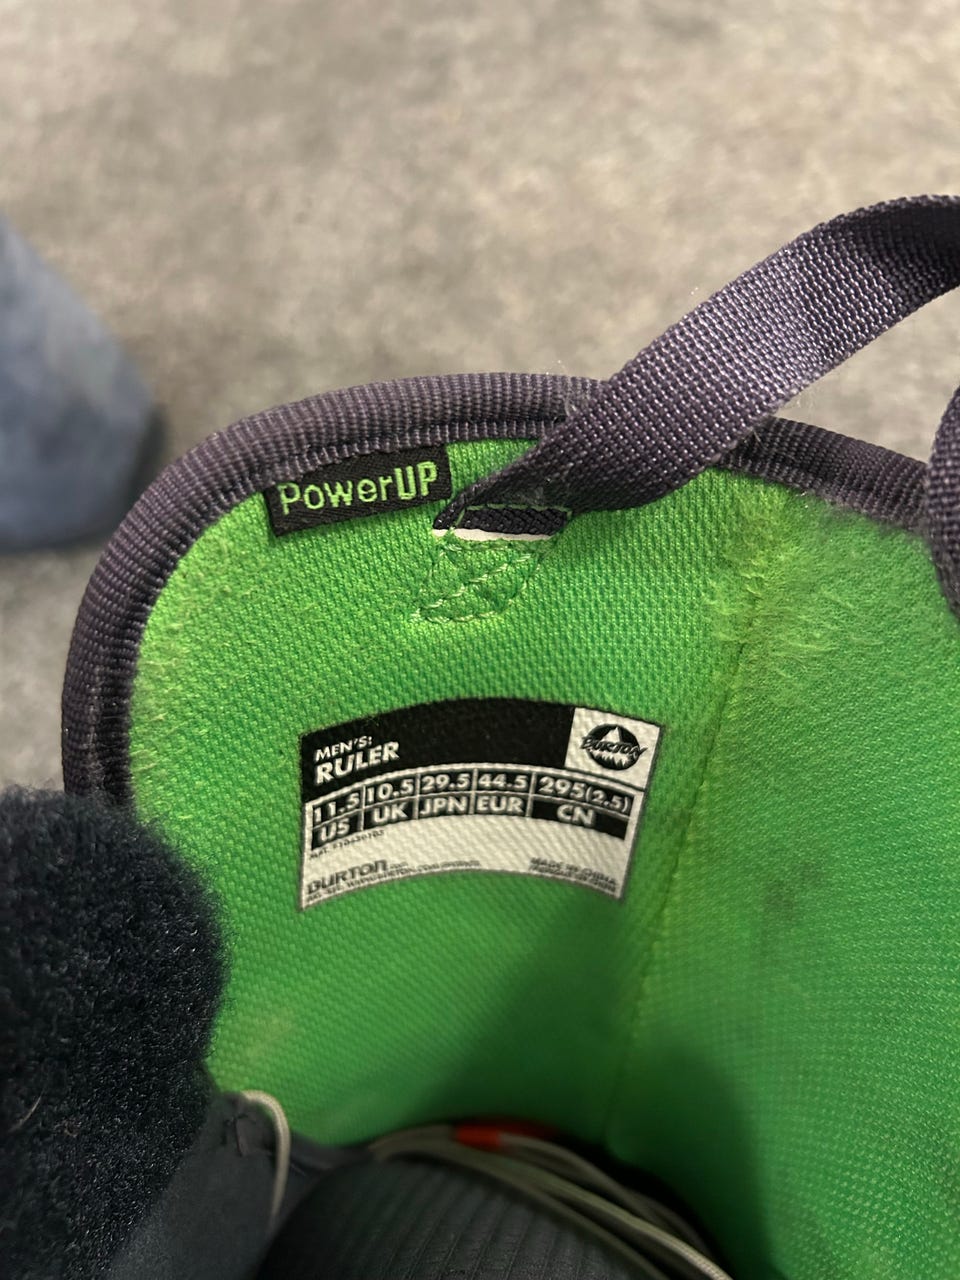 PowerUP
MEN'S:
RULER
BURTON
11.5 10.5 29.5 44.5 295(2.5)
US UK JPN EUR CN
BURTON
MADE IN CHINA